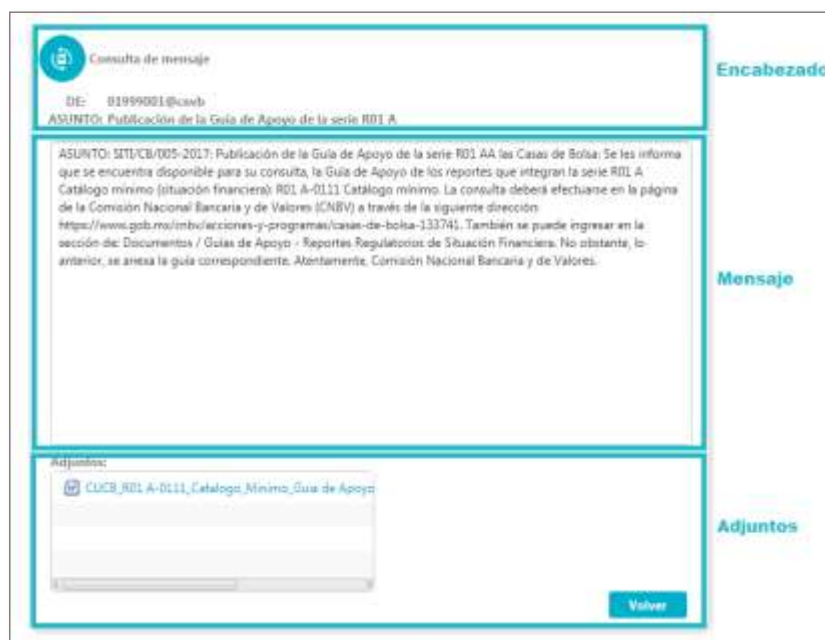 Consulta de mensaje
Encabezado
DE: 01999001@cnvb
ASUNTO: Publicación de la Guía de Apoyo de la serie R01 A
ASUNTO: SITI/CB/005-2017: Publicación de la Guía de Apoyo de la serie R01 AA las Casas de Bolsa: Se les informa
que se encuentra disponible para su consulta, la Guía de Apoyo de los reportes que integran la serie R01 A
Catálogo mínimo (situación financiera): R01 A-0111 Catálogo mínimo. La consulta deberá efectuarse en la página
de la Comisión Nacional Bancaria y de Valores (CNBV) a través de la siguiente dirección:
https://www.gob.mx/cnbv/acciones-y-programas/casas-de-bolsa-133741. También se puede ingresar en la
sección de: Documentos / Guías de Apoyo - Reportes Regulatorios de Situación Financiera. No obstante, lo
anterior, se anexa la guía correspondiente. Atentamente, Comisión Nacional Bancaria y de Valores.
Mensaje
Adjuntos:
CUCB_R01 A-0111_Catalogo_Minimo_Guia de Apoyo
Adjuntos
Volver